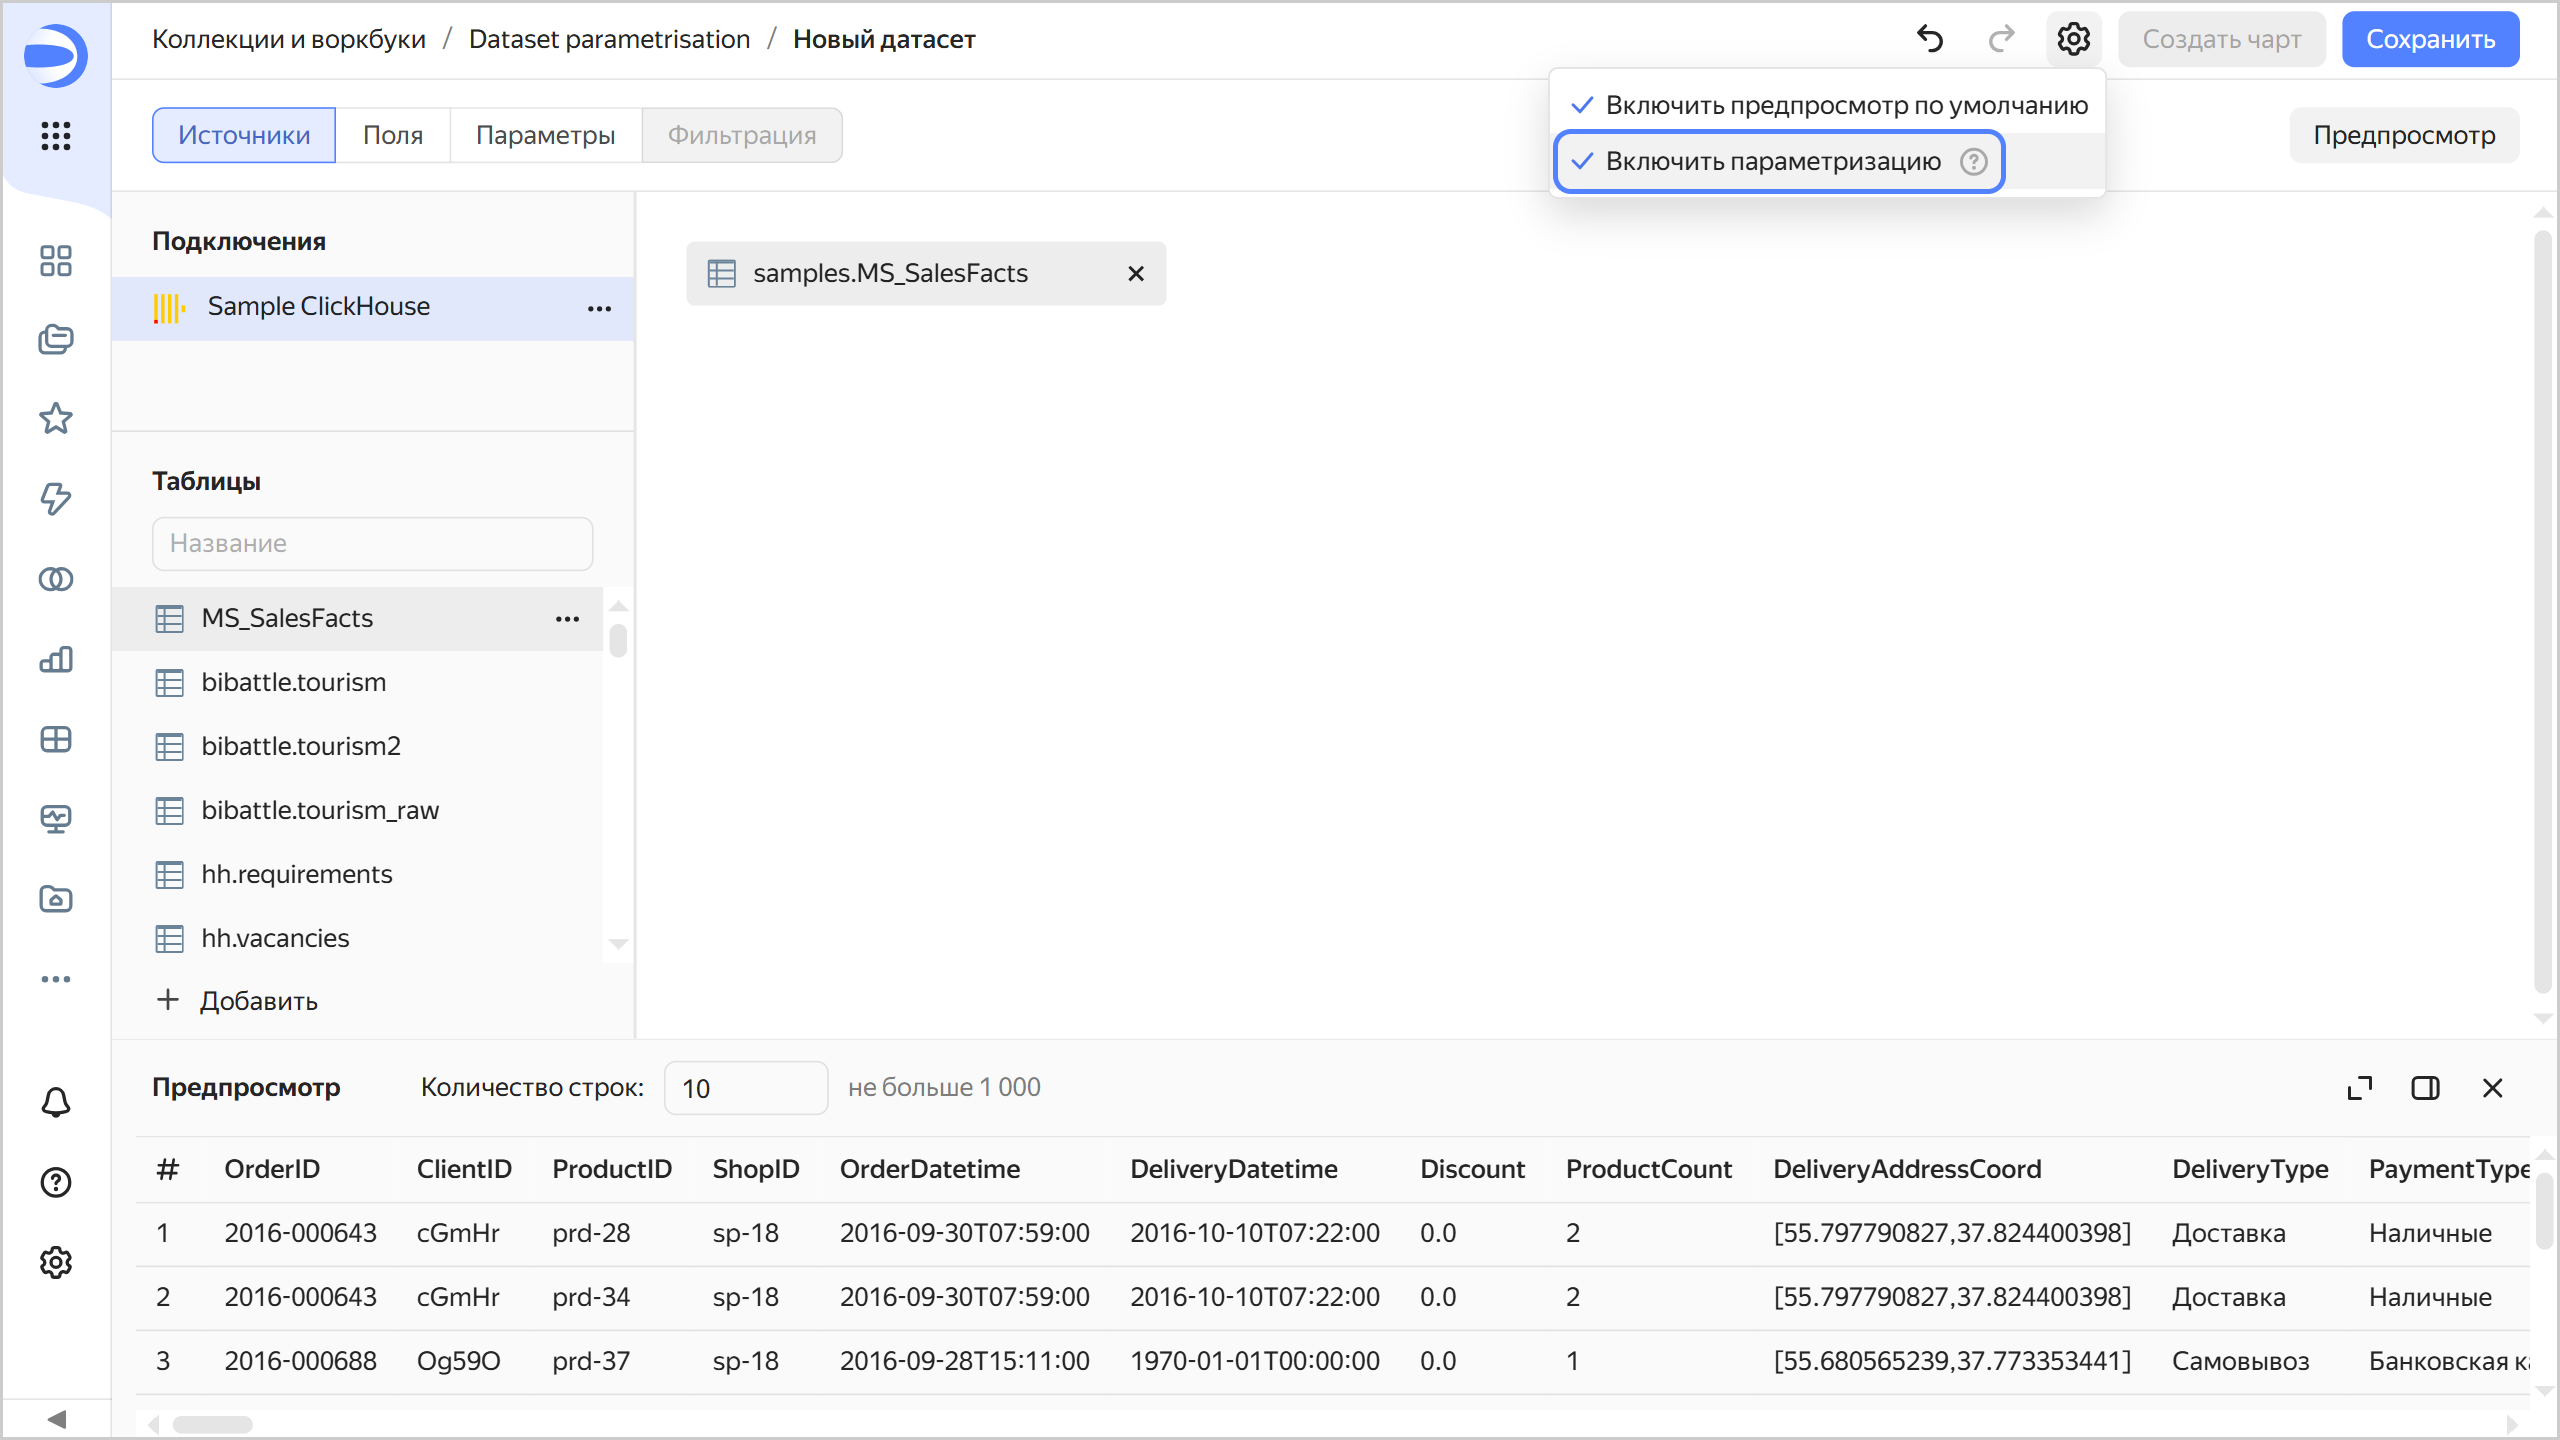 Коллекции и воркбуки / Dataset parametrisation / Новый датасет
Создать чарт
Сохранить
Включить предпросмотр по умолчанию
Включить параметризацию
Источники
Поля
Параметры
Фильтрация
Предпросмотр
Подключения
Sample ClickHouse
samples.MS_SalesFacts
Таблицы
Название
MS_SalesFacts
bibattle.tourism
bibattle.tourism2
bibattle.tourism_raw
hh.requirements
hh.vacancies
+ Добавить
Предпросмотр Количество строк: 10 не больше 1 000
# OrderID ClientID ProductID ShopID OrderDatetime DeliveryDatetime Discount ProductCount DeliveryAddressCoord DeliveryType PaymentType
1 2016-000643 cGmHr prd-28 sp-18 2016-09-30T07:59:00 2016-10-10T07:22:00 0.0 2 [55.797790827,37.824400398] Доставка Наличные
2 2016-000643 cGmHr prd-34 sp-18 2016-09-30T07:59:00 2016-10-10T07:22:00 0.0 2 [55.797790827,37.824400398] Доставка Наличные
3 2016-000688 Og59O prd-37 sp-18 2016-09-28T15:11:00 1970-01-01T00:00:00 0.0 1 [55.680565239,37.773353441] Самовывоз Банковская